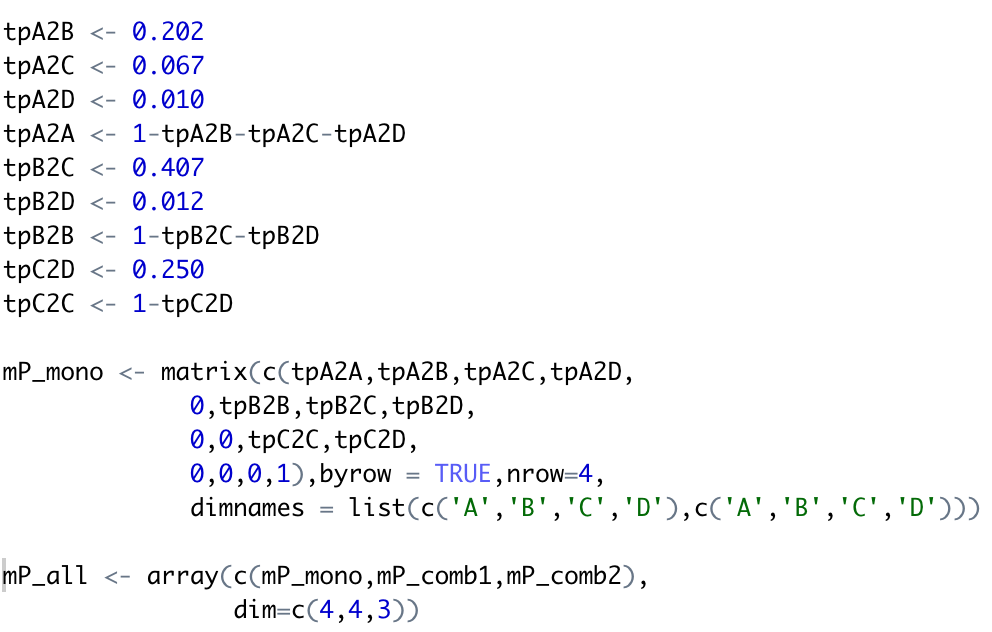 tpA2B <- 0.202
tpA2C <- 0.067
tpA2D <- 0.010
tpA2A <- 1-tpA2B-tpA2C-tpA2D
tpB2C <- 0.407
tpB2D <- 0.012
tpB2B <- 1-tpB2C-tpB2D
tpC2D <- 0.250
tpC2C <- 1-tpC2D

mP_mono <- matrix(c(tpA2A,tpA2B,tpA2C,tpA2D,
             0,tpB2B,tpB2C,tpB2D,
             0,0,tpC2C,tpC2D,
             0,0,0,1),byrow = TRUE,nrow=4,
             dimnames = list(c('A','B','C','D'),c('A','B','C','D')))

mP_all <- array(c(mP_mono,mP_comb1,mP_comb2),
                dim=c(4,4,3))